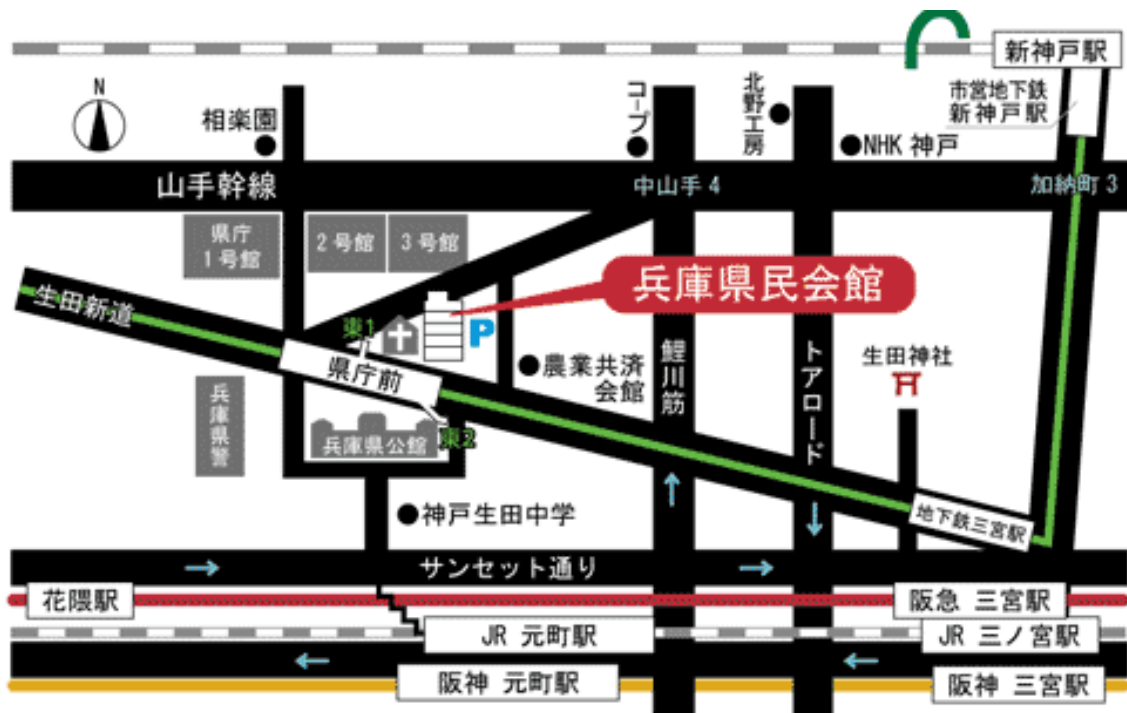 新神戸駅
市営地下鉄
新神戸駅
N
相楽園
コープ
北野工房
NHK 神戸
山手幹線
中山手 4
加納町 3
県庁
1 号館
2 号館
3 号館
兵庫県民会館
生田新道
東1
P
県庁前
農業共済
会館
鯉川筋
トアロード
生田神社
兵庫県警
兵庫県公館
東2
神戸生田中学
地下鉄三宮駅
サンセット通り
花隈駅
阪急 三宮駅
JR 元町駅
JR 三ノ宮駅
阪神 元町駅
阪神 三宮駅